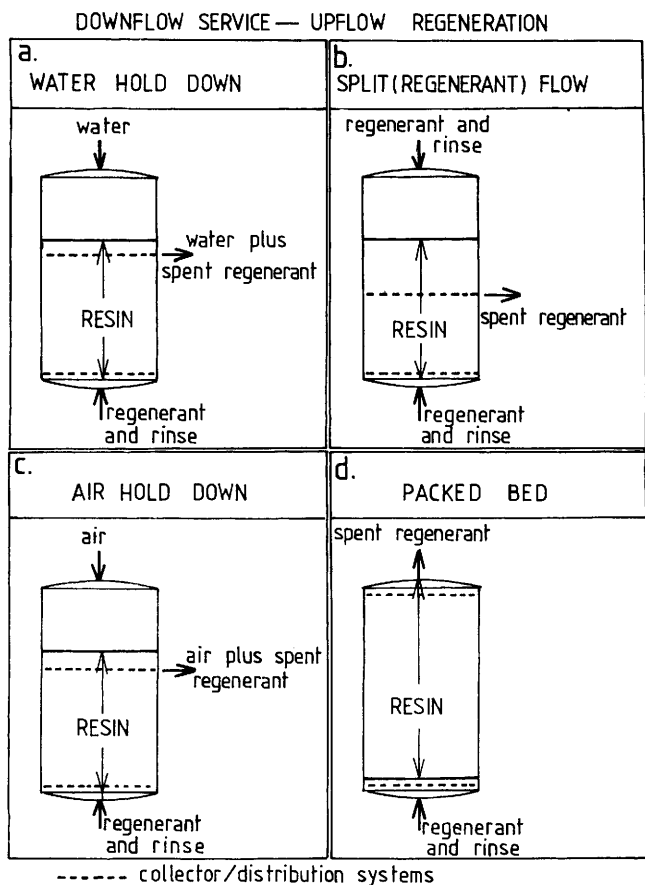 DOWNFLOW SERVICE — UPFLOW REGENERATION
a.
WATER HOLD DOWN
water
water plus
spent regenerant
RESIN
regenerant
and rinse
b.
SPLIT(REGENERANT) FLOW
regenerant and
rinse
RESIN
spent regenerant
regenerant
and rinse
c.
AIR HOLD DOWN
air
air plus spent
regenerant
RESIN
regenerant
and rinse
d.
PACKED BED
spent regenerant
RESIN
regenerant
and rinse
collector/distribution systems